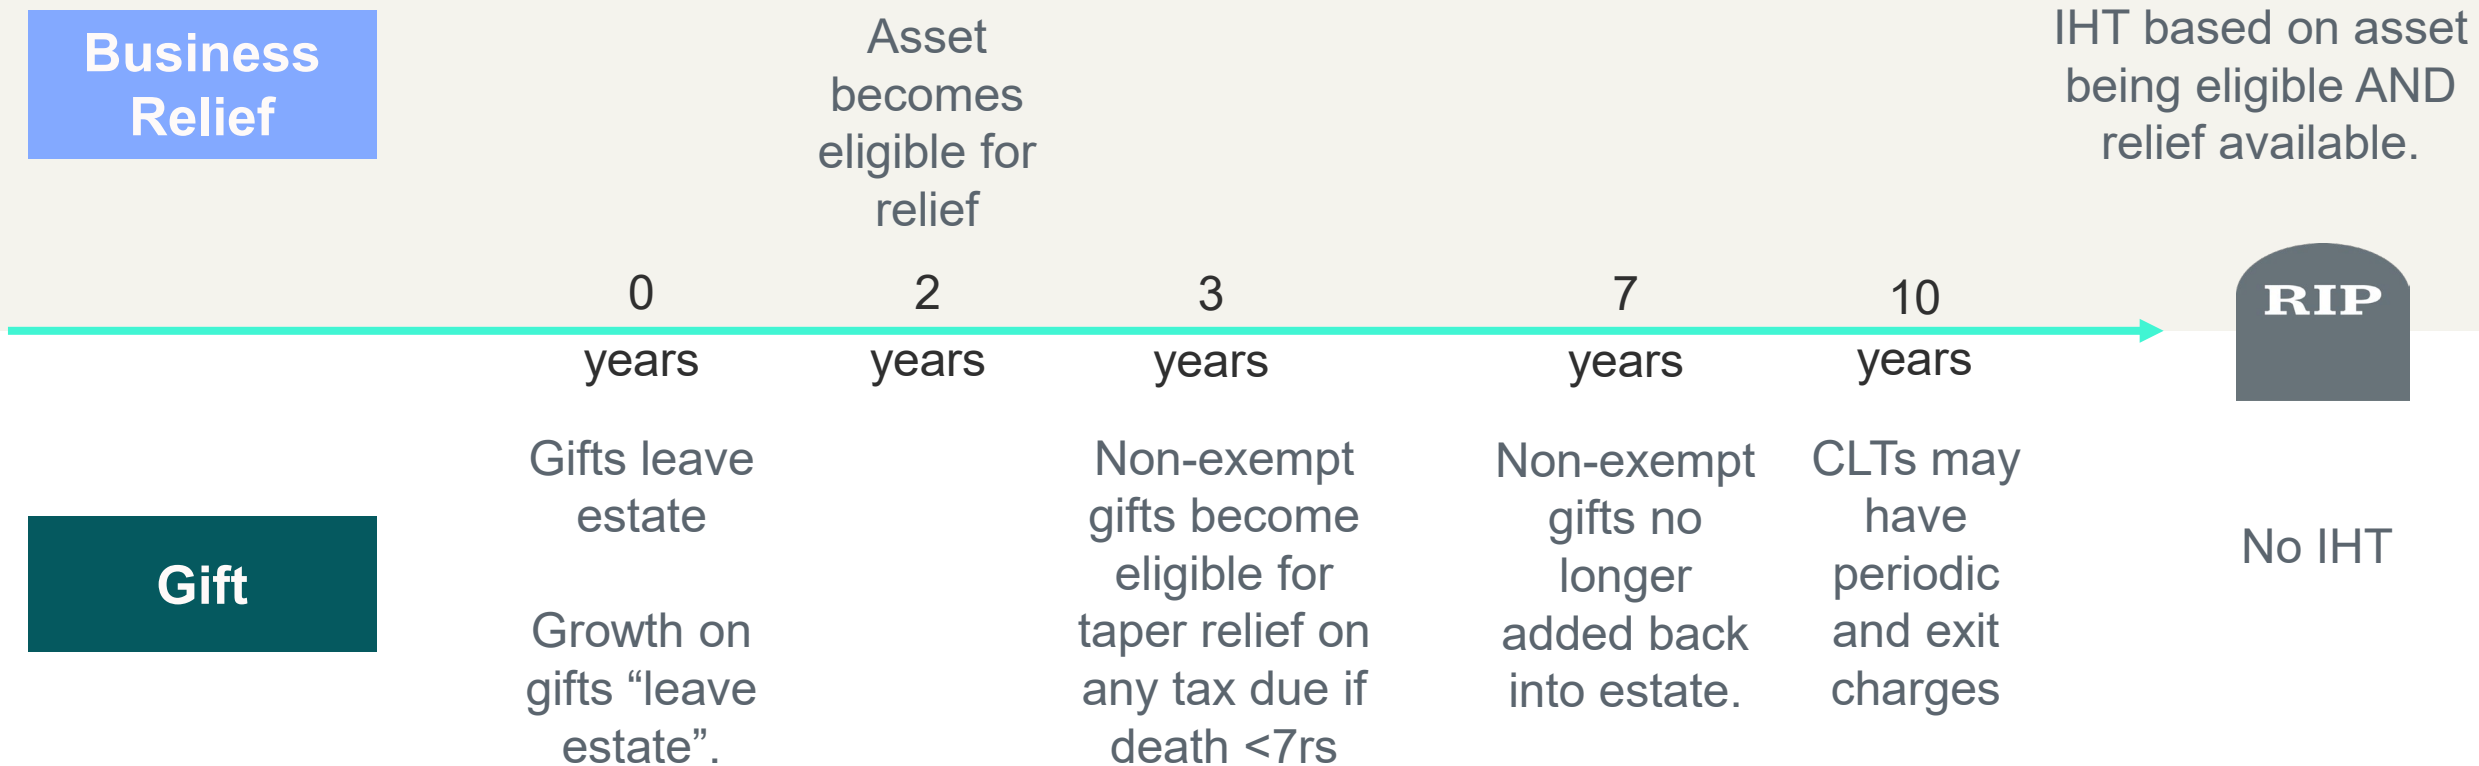 Business
Relief
Asset
becomes
eligible for
relief
IHT based on asset
being eligible AND
relief available.
0
years
2
years
3
years
7
years
10
years
RIP
Gift
Gifts leave
estate
Growth on
gifts “leave
estate”.
Non-exempt
gifts become
eligible for
taper relief on
any tax due if
death <7rs
Non-exempt
gifts no
longer
added back
into estate.
CLTs may
have
periodic
and exit
charges
No IHT